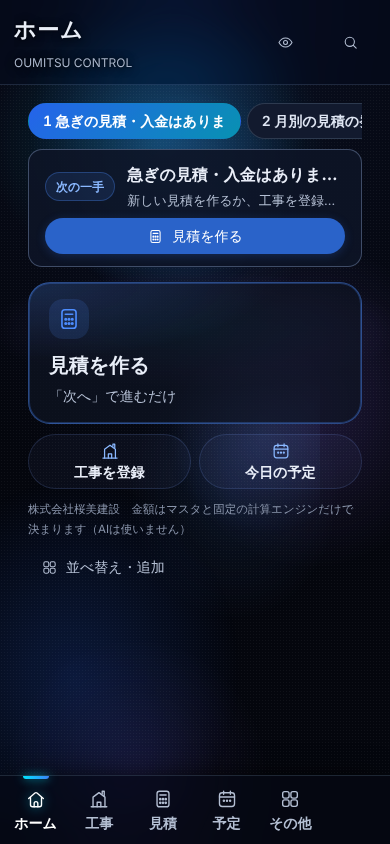 ホーム
OUMITSU CONTROL
1 急ぎの見積・入金はありま
2 月別の見積の
次の一手
急ぎの見積・入金はありま…
新しい見積を作るか、工事を登録…
見積を作る
見積を作る
「次へ」で進むだけ
工事を登録
今日の予定
株式会社桜美建設　金額はマスタと固定の計算エンジンだけで
決まります（AIは使いません）
並べ替え・追加
ホーム
工事
見積
予定
その他